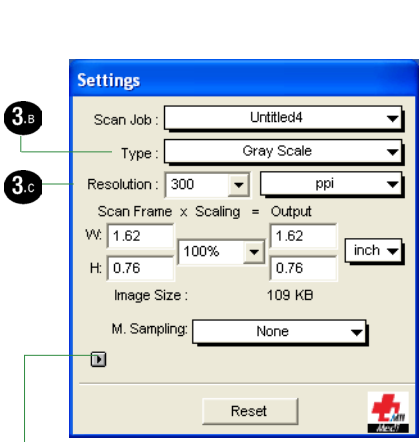 Settings
3.B
Scan Job : Untitled4
Type : Gray Scale
3.C
Resolution : 300 ppi
Scan Frame x Scaling = Output
W: 1.62 100% 1.62 inch
H: 0.76 0.76
Image Size : 109 KB
M. Sampling: None
Reset
Medi